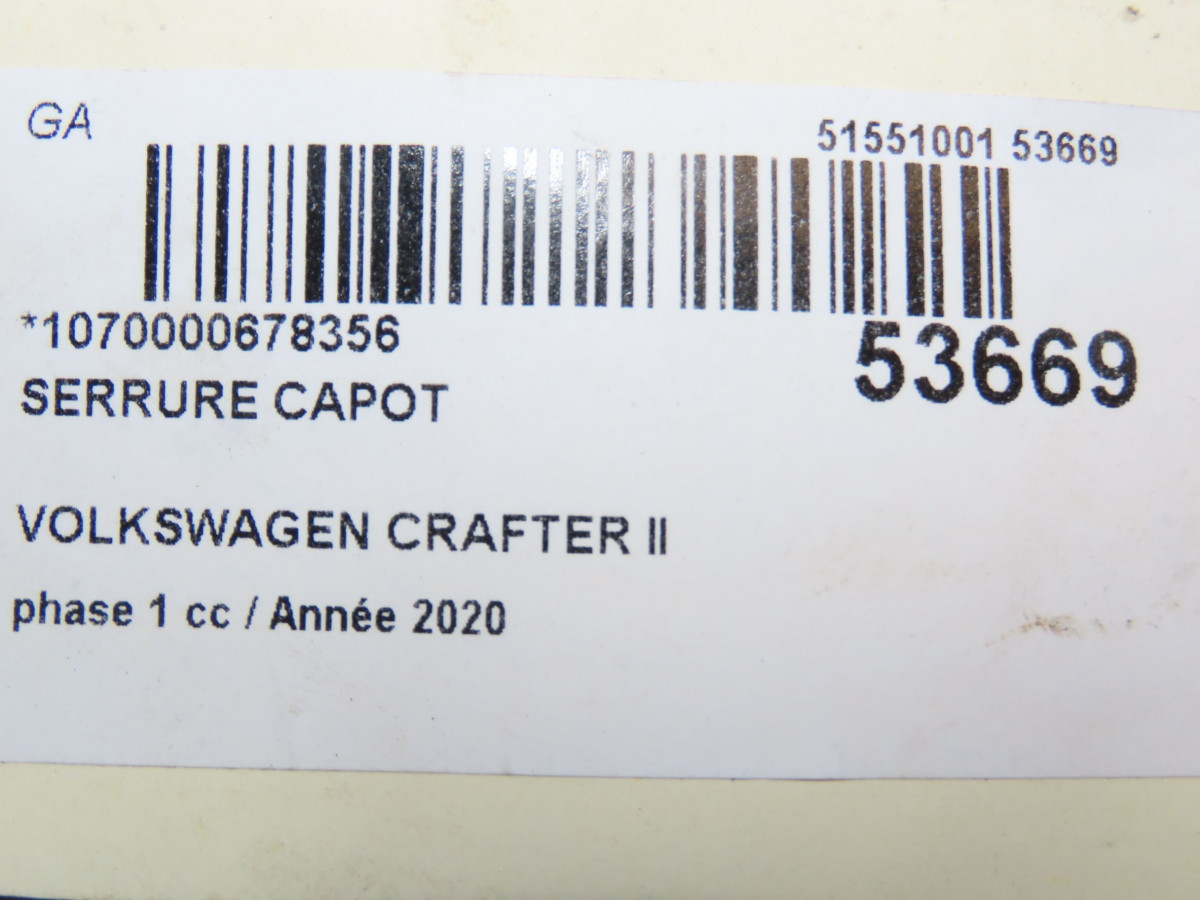 GA
51551001 53669
*1070000678356
53669
SERRURE CAPOT
VOLKSWAGEN CRAFTER II
phase 1 cc / Année 2020